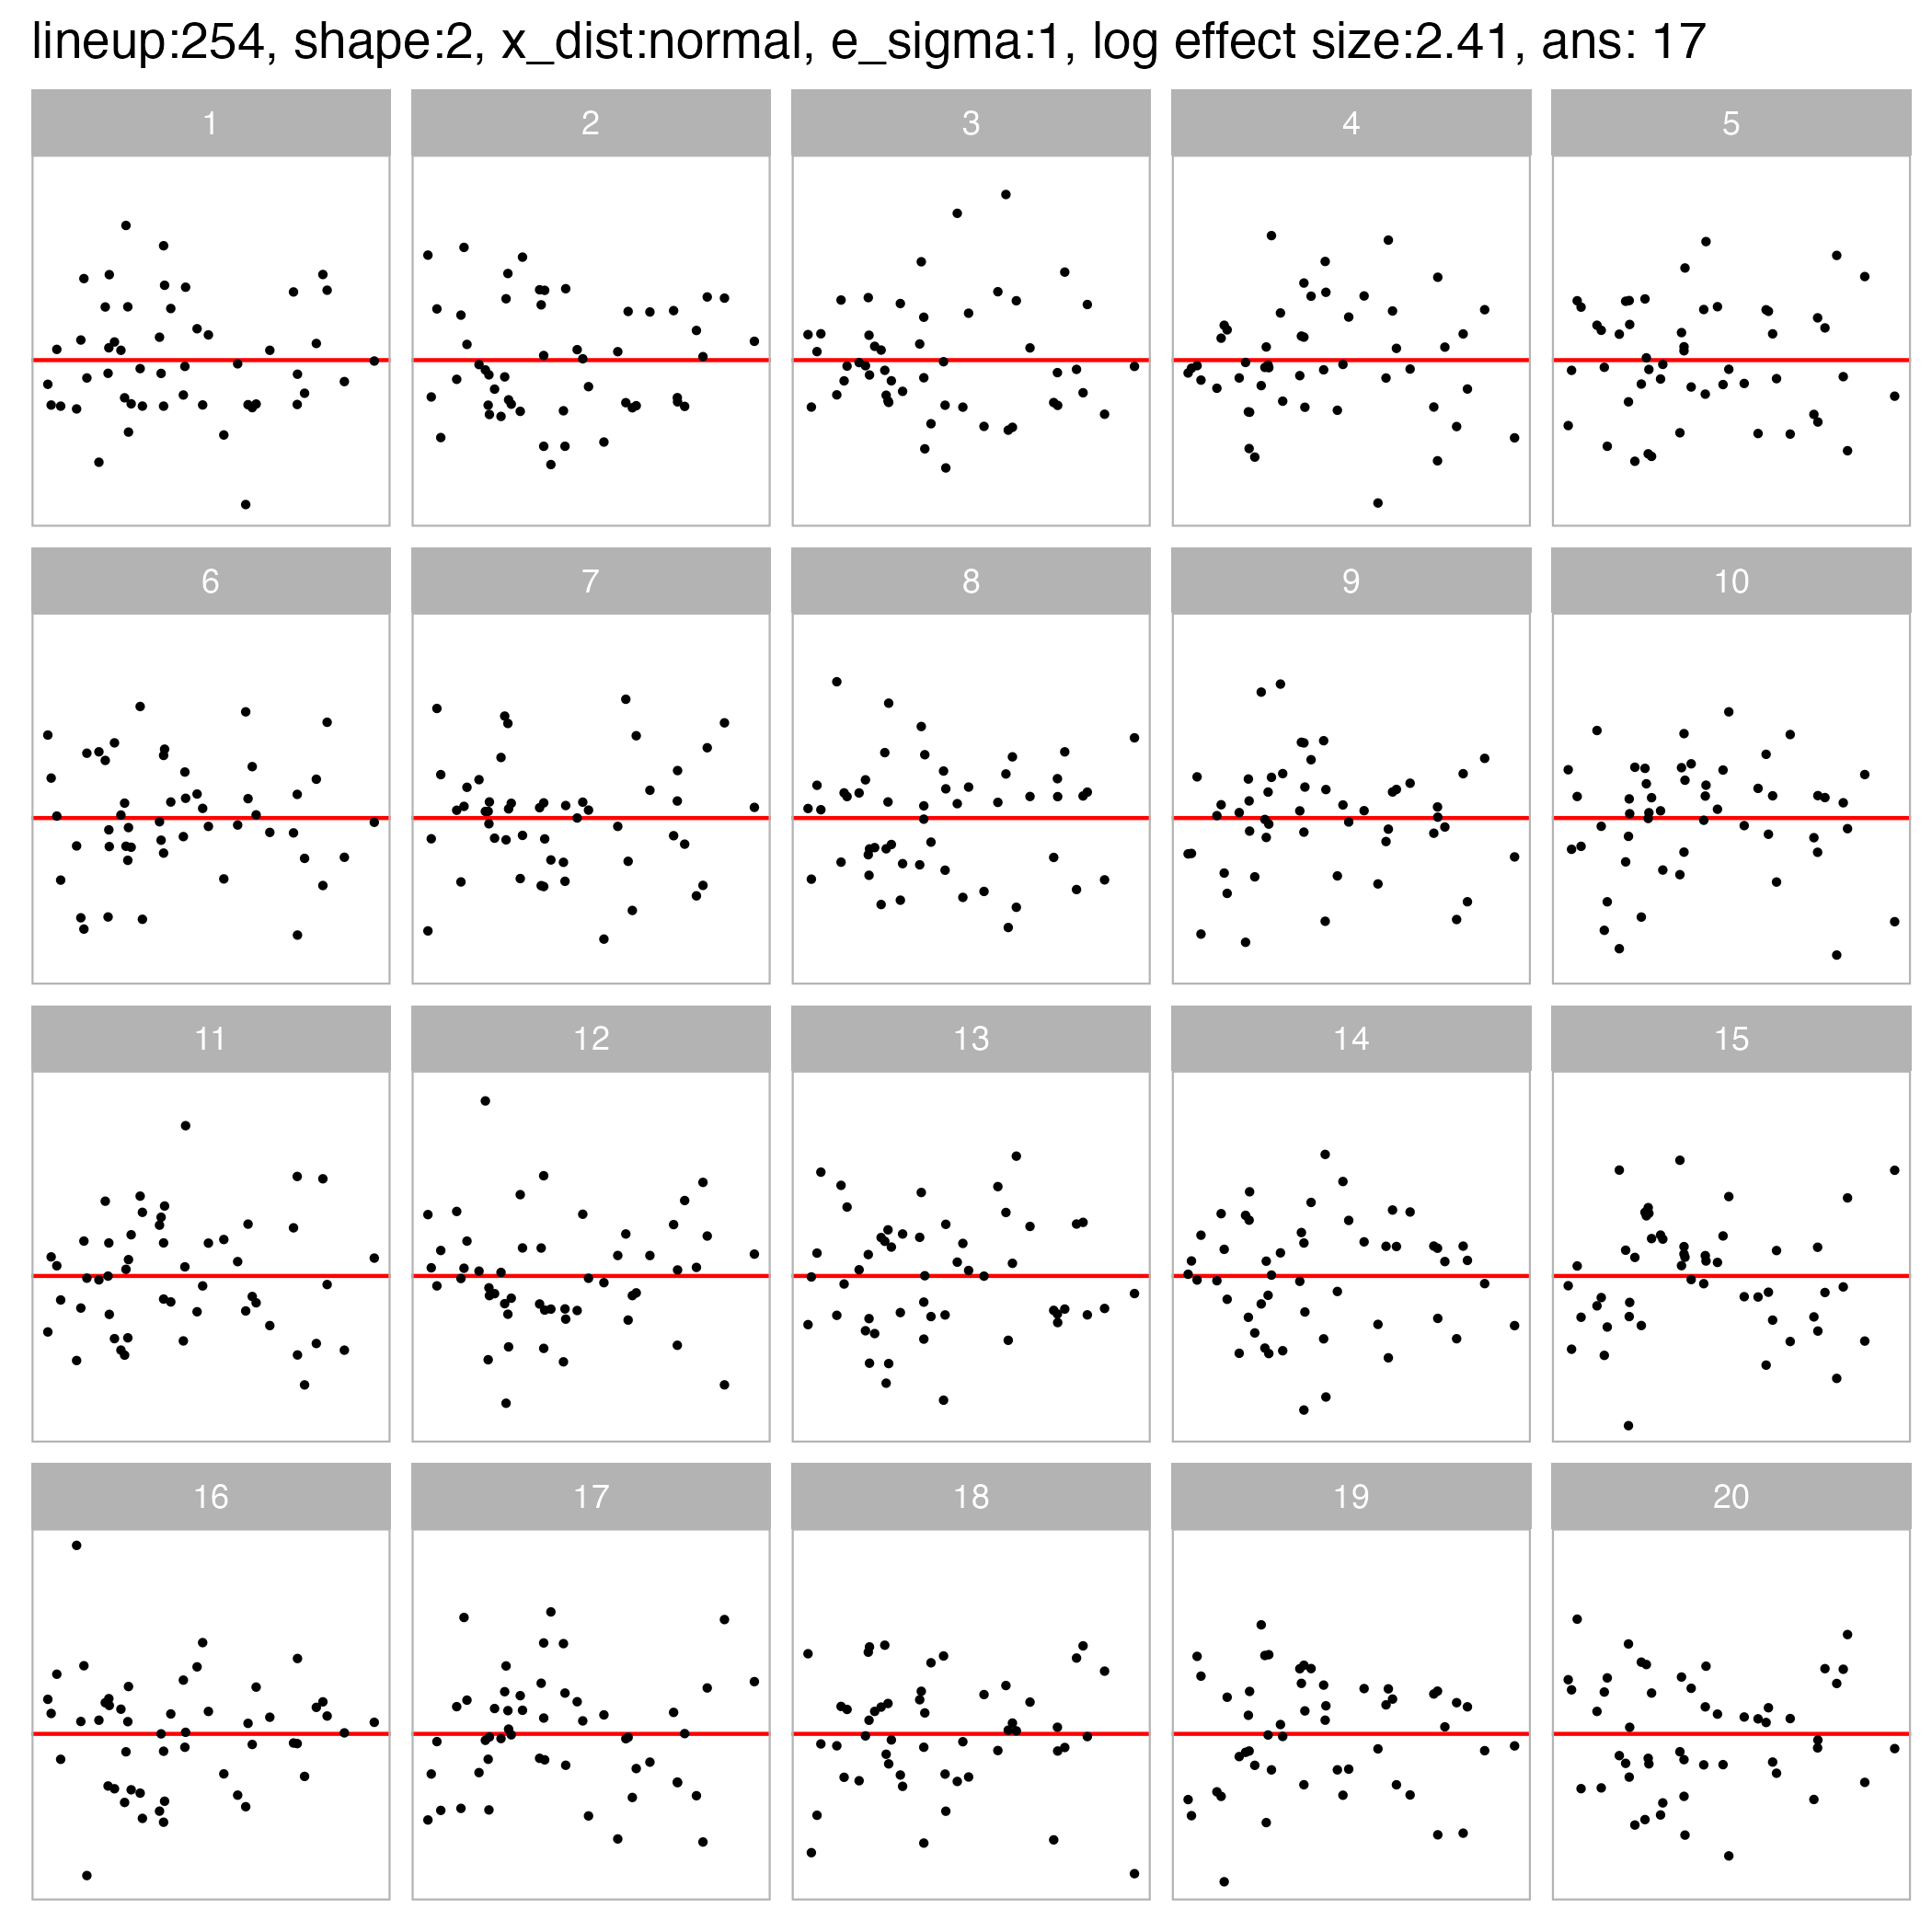 lineup:254, shape:2, x_dist:normal, e_sigma:1, log effect size:2.41, ans: 17
1 2 3 4 5
6 7 8 9 10
11 12 13 14 15
16 17 18 19 20